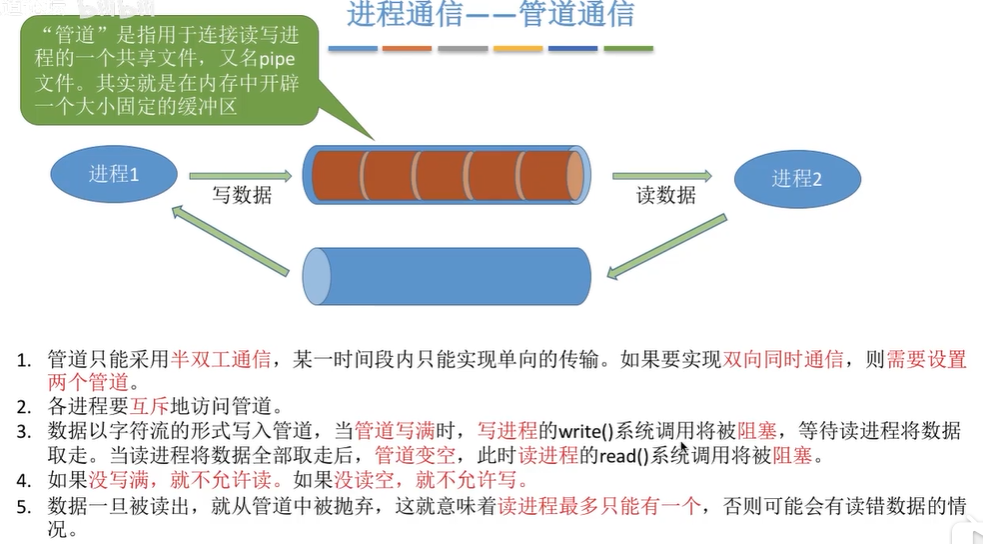 进程通信——管道通信
“管道”是指用于连接读写进
程的一个共享文件，又名pipe
文件。其实就是在内存中开辟
一个大小固定的缓冲区
进程1
写数据
读数据
进程2
1. 管道只能采用半双工通信，某一时间段内只能实现单向的传输。如果要实现双向同时通信，则需要设置
两个管道。
2. 各进程要互斥地访问管道。
3. 数据以字符流的形式写入管道，当管道写满时，写进程的write()系统调用将被阻塞，等待读进程将数据
取走。当读进程将数据全部取走后，管道变空，此时读进程的read()系统调用将被阻塞。
4. 如果没写满，就不允许读。如果没读空，就不允许写。
5. 数据一旦被读出，就从管道中被抛弃，这就意味着读进程最多只能有一个，否则可能会有读错数据的情
况。